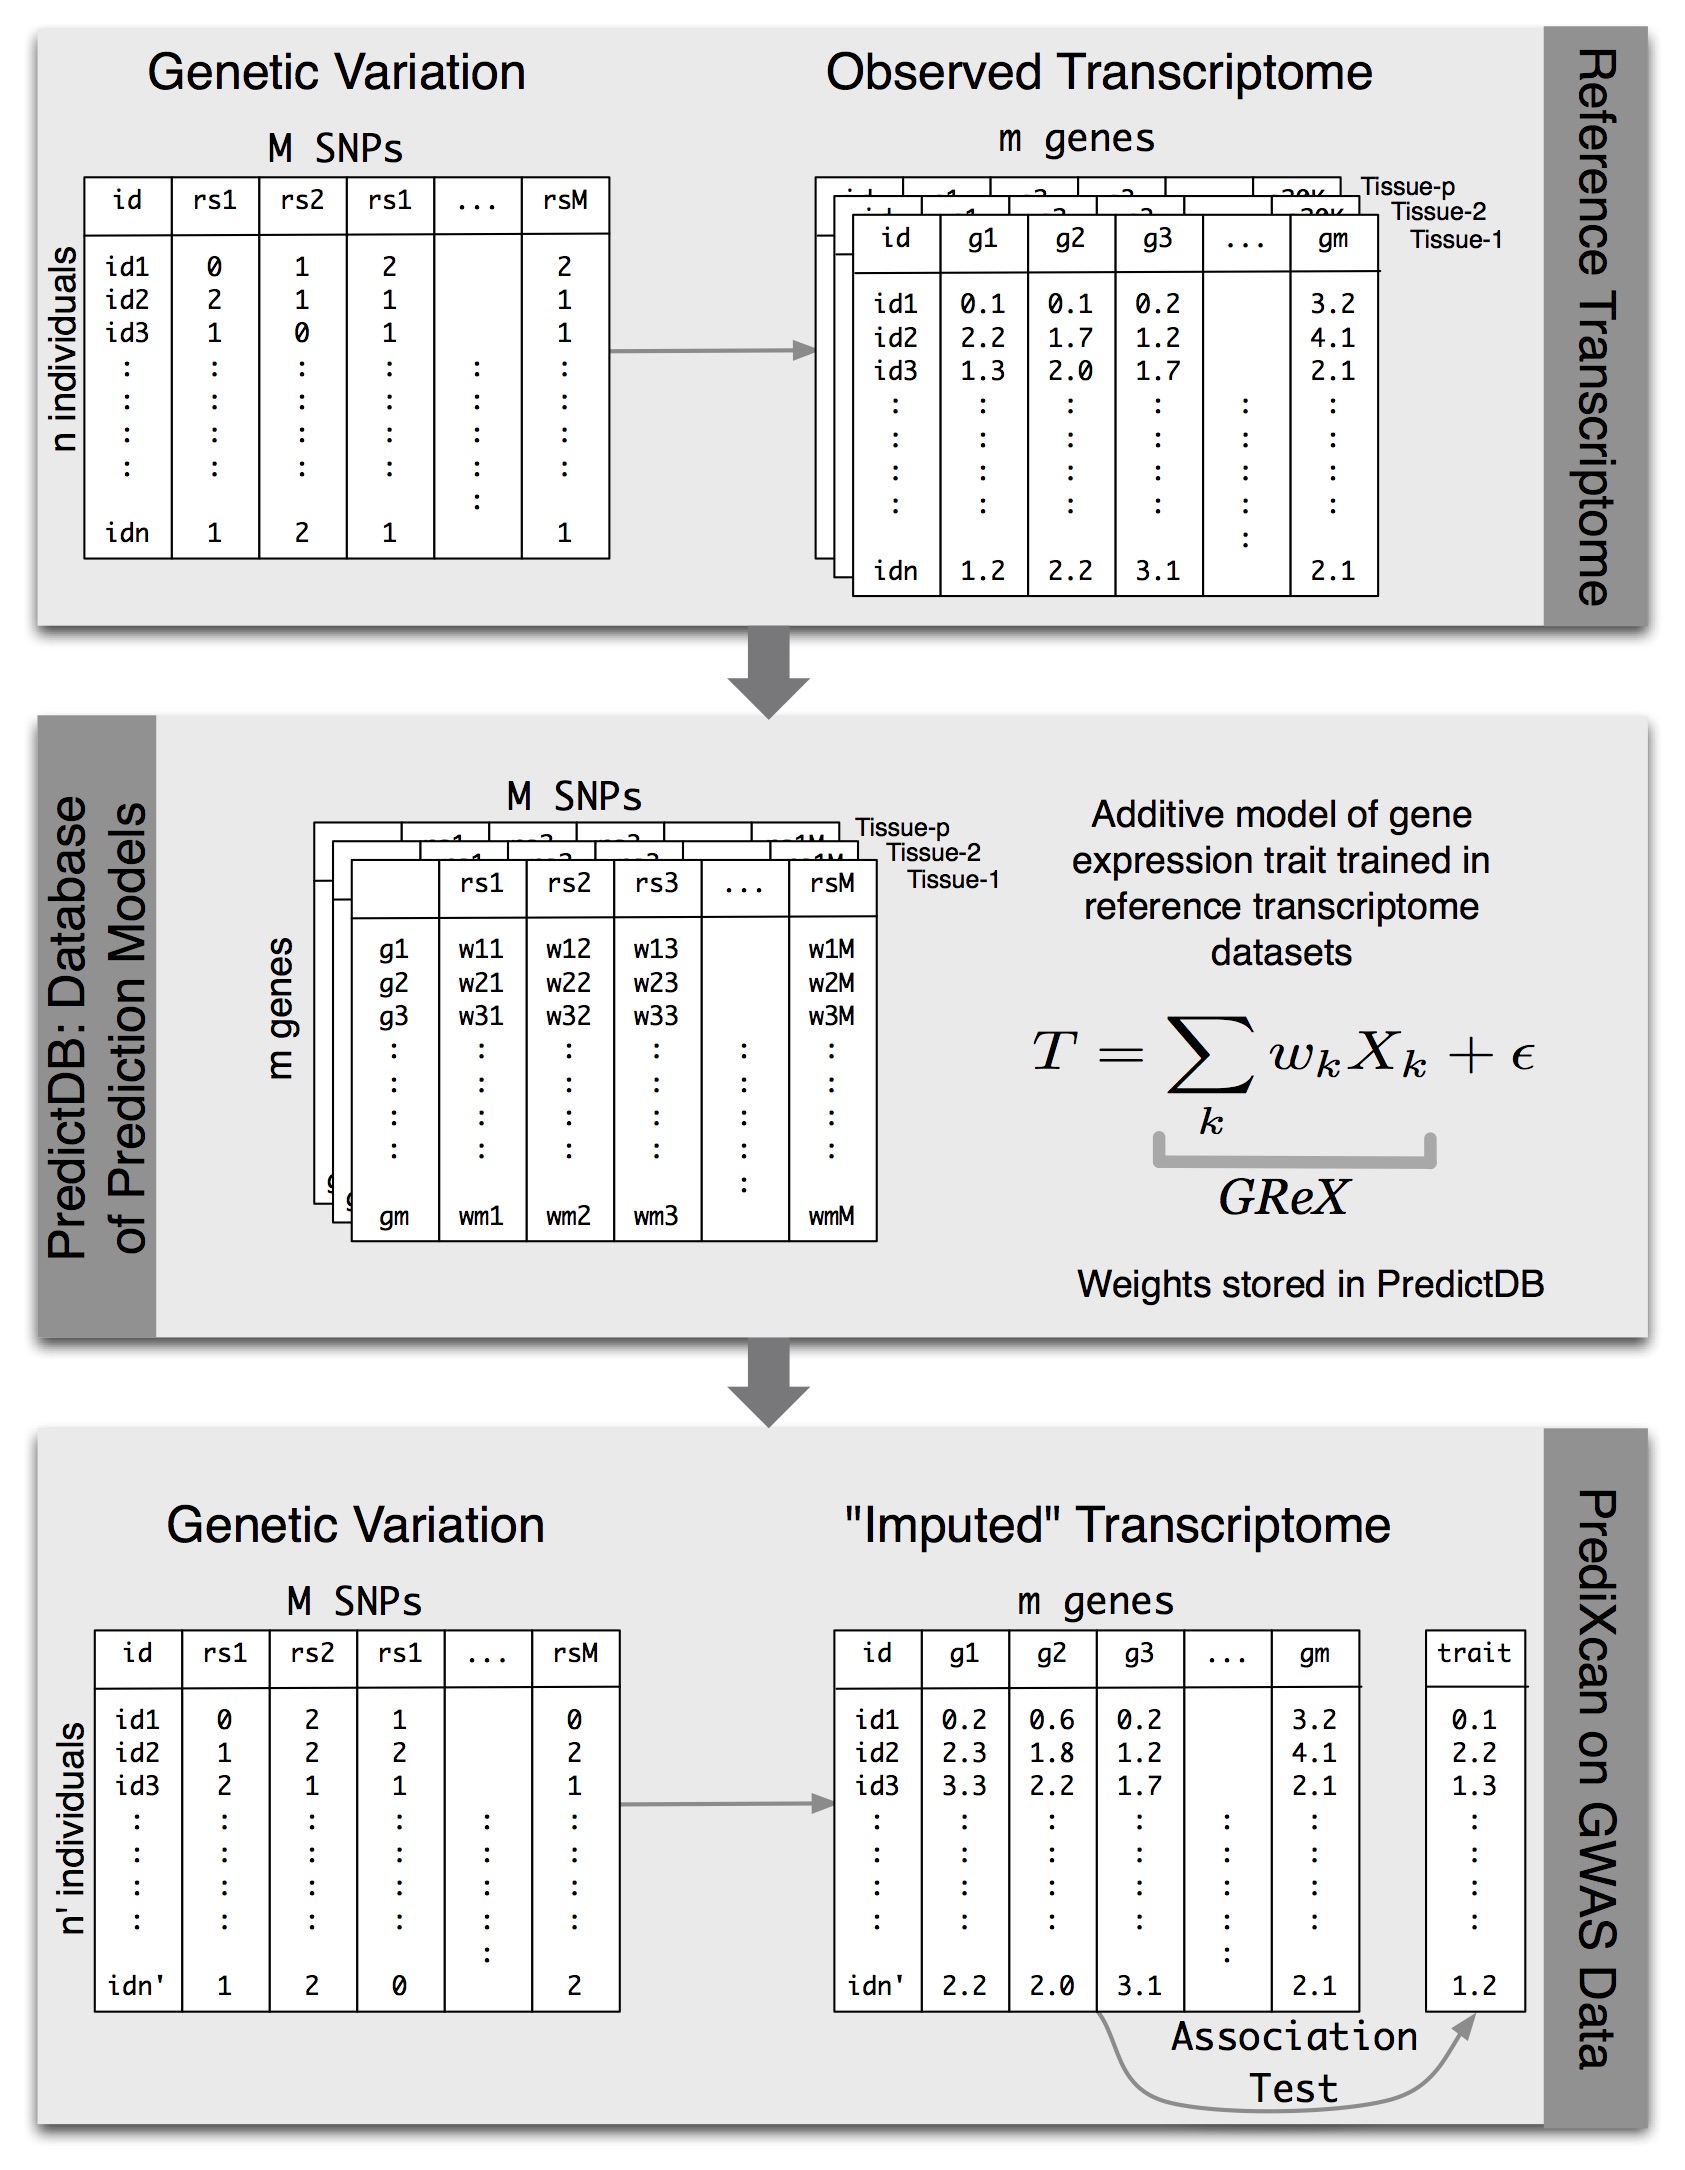 Genetic Variation
M SNPs
n individuals
id rs1 rs2 rs1 ... rsM
id1 0 1 2 2
id2 2 1 1 1
id3 1 0 1 1
: : : : : :
: : : : : :
: : : : : :
: : : : : :
:
idn 1 2 1 1
Observed Transcriptome
m genes
Tissue-p
Tissue-2
Tissue-1
id g1 g2 g3 ... gm
id1 0.1 0.1 0.2 3.2
id2 2.2 1.7 1.2 4.1
id3 1.3 2.0 1.7 2.1
: : : : : :
: : : : : :
: : : : : :
: : : : : :
:
idn 1.2 2.2 3.1 2.1
Reference Transcriptome
PredictDB: Database
of Prediction Models
M SNPs
Tissue-p
Tissue-2
Tissue-1
m genes
rs1 rs2 rs3 ... rsM
g1 w11 w12 w13 w1M
g2 w21 w22 w23 w2M
g3 w31 w32 w33 w3M
: : : : : :
: : : : : :
: : : : : :
: : : : : :
:
gm wm1 wm2 wm3 wmM
Additive model of gene
expression trait trained in
reference transcriptome
datasets
T = ∑ w_k X_k + ϵ
k
GReX
Weights stored in PredictDB
Genetic Variation
M SNPs
n' individuals
id rs1 rs2 rs1 ... rsM
id1 0 2 1 0
id2 1 2 2 2
id3 2 1 1 1
: : : : : :
: : : : : :
: : : : : :
: : : : : :
:
idn' 1 2 0 2
"Imputed" Transcriptome
m genes
id g1 g2 g3 ... gm
id1 0.2 0.6 0.2 3.2
id2 2.3 1.8 1.2 4.1
id3 3.3 2.2 1.7 2.1
: : : : : :
: : : : : :
: : : : : :
: : : : : :
:
idn' 2.2 2.0 3.1 2.1
trait
0.1
2.2
1.3
:
:
:
:
1.2
Association
Test
PrediXcan on GWAS Data